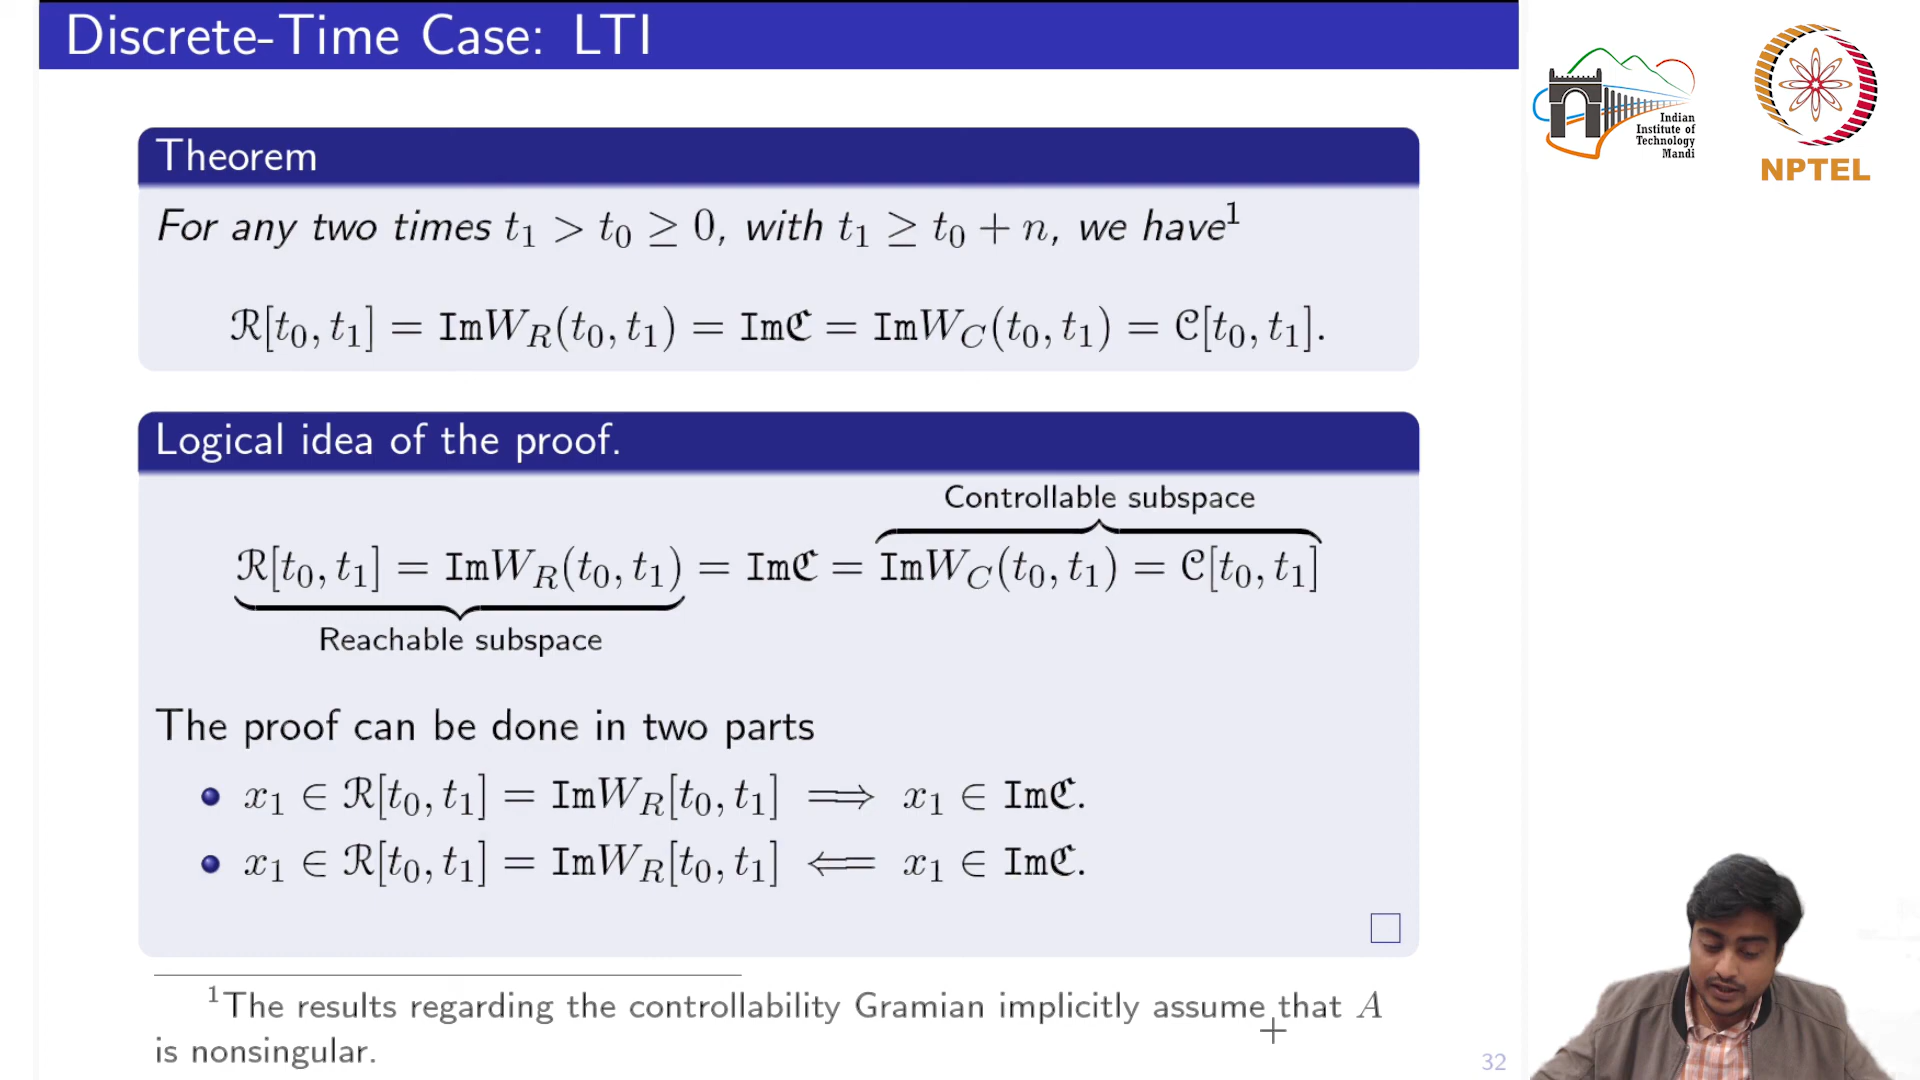 Discrete-Time Case: LTI
Indian
Institute of
Technology
Mandi
NPTEL
Theorem
For any two times t₁ > t₀ ≥ 0, with t₁ ≥ t₀ + n, we have¹
ℛ[t₀, t₁] = ImW_R(t₀, t₁) = Imℭ = ImW_C(t₀, t₁) = 𝒞[t₀, t₁].
Logical idea of the proof.
Controllable subspace
ℛ[t₀, t₁] = ImW_R(t₀, t₁) = Imℭ = ImW_C(t₀, t₁) = 𝒞[t₀, t₁]
Reachable subspace
The proof can be done in two parts
• x₁ ∈ ℛ[t₀, t₁] = ImW_R[t₀, t₁] ⟹ x₁ ∈ Imℭ.
• x₁ ∈ ℛ[t₀, t₁] = ImW_R[t₀, t₁] ⟸ x₁ ∈ Imℭ.
¹The results regarding the controllability Gramian implicitly assume that A
is nonsingular.
32